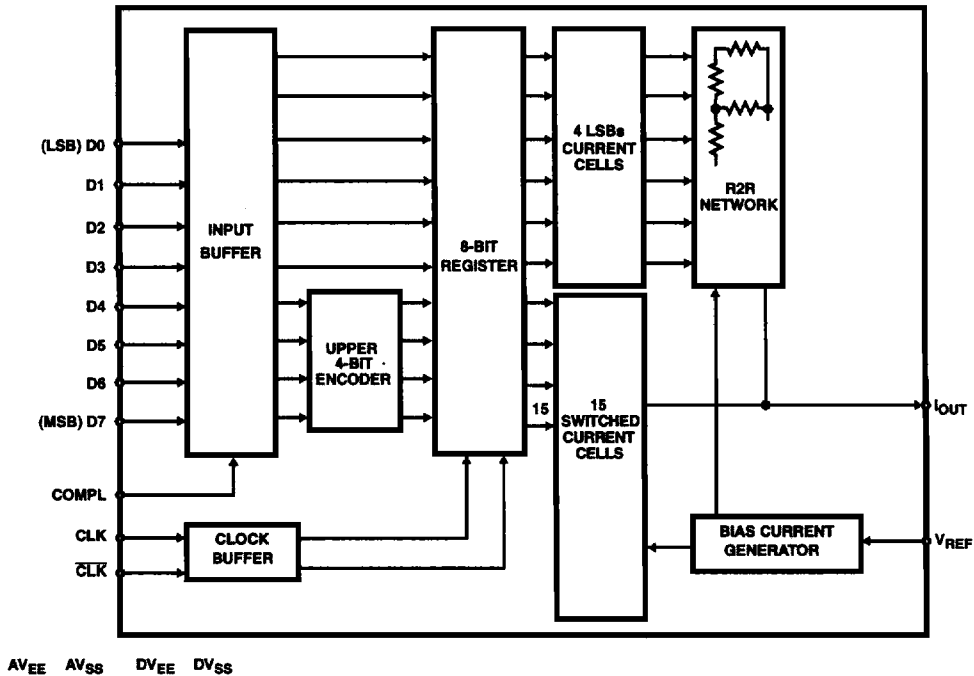 (LSB) D0
D1
D2
D3
D4
D5
D6
(MSB) D7
COMPL
CLK
C̅L̅K̅
INPUT
BUFFER
UPPER
4-BIT
ENCODER
CLOCK
BUFFER
8-BIT
REGISTER
4 LSBs
CURRENT
CELLS
R2R
NETWORK
15
15
SWITCHED
CURRENT
CELLS
BIAS CURRENT
GENERATOR
IOUT
VREF
AVEE AVSS DVEE DVSS